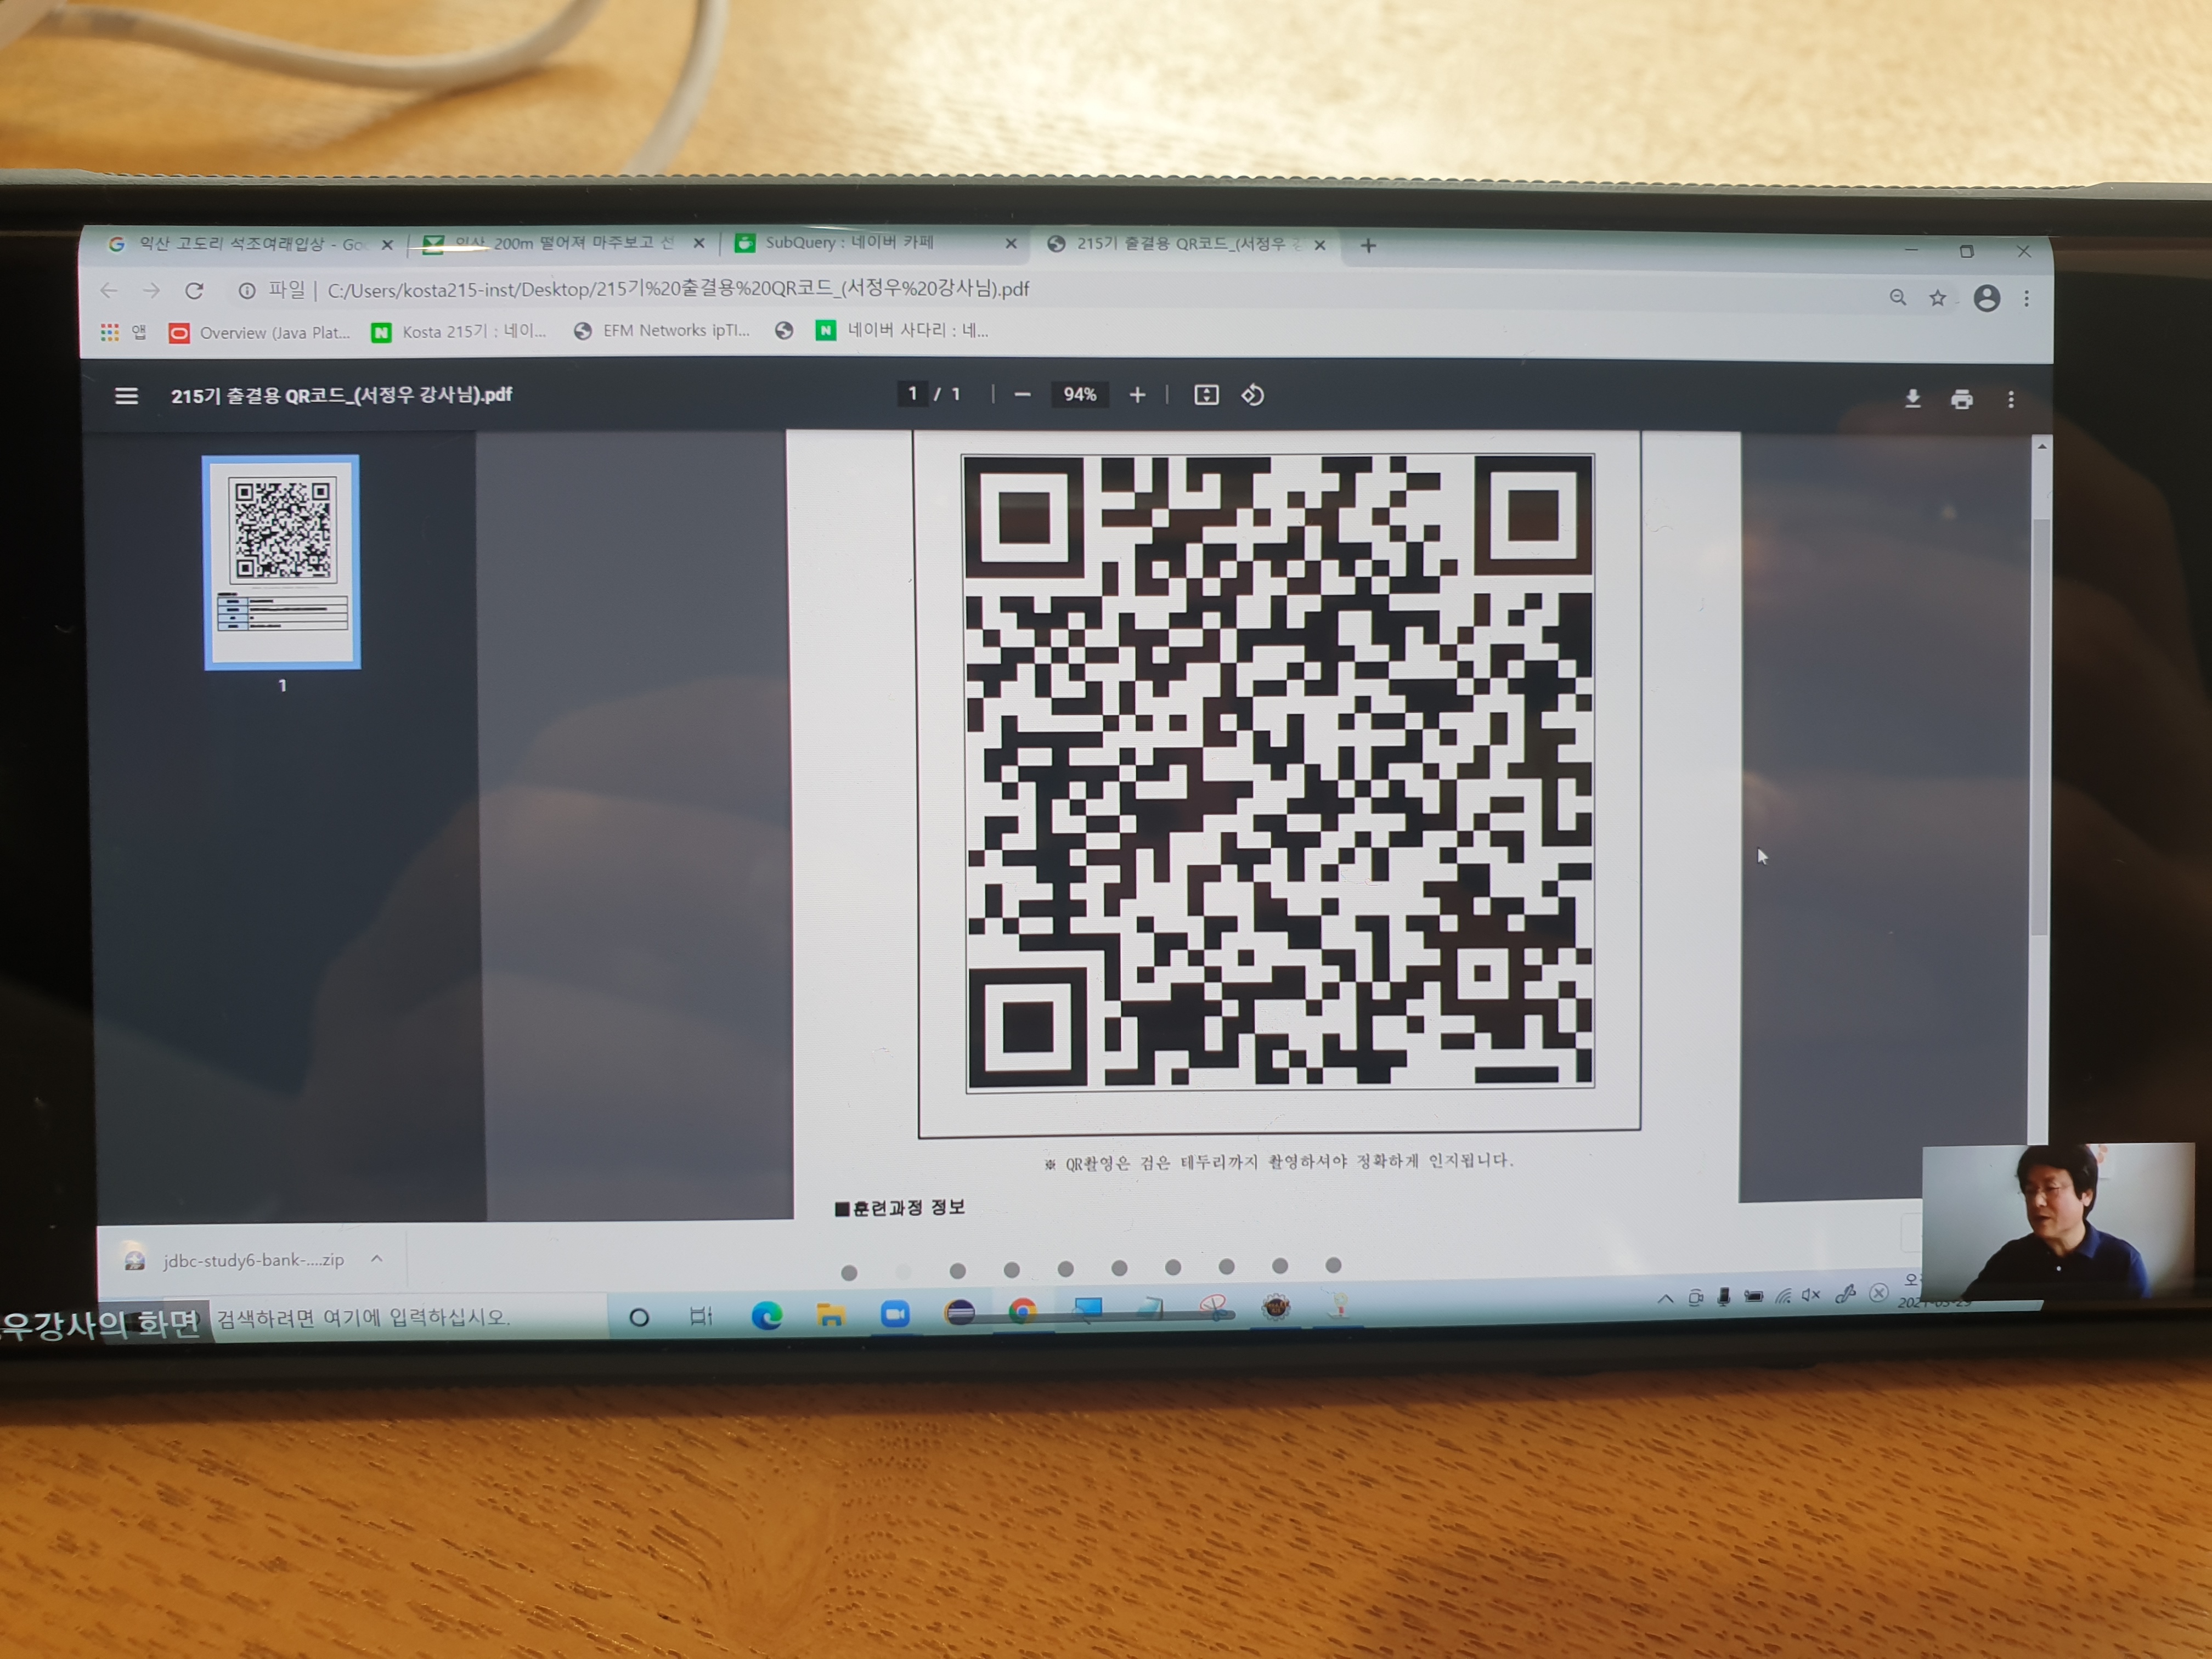 익산 고도리 석조여래입상 - Goo
익산 200m 떨어져 마주보고 선
SubQuery : 네이버 카페
215기 출결용 QR코드_(서정우 강
파일 | C:/Users/kosta215-inst/Desktop/215기%20출결용%20QR코드_(서정우%20강사님).pdf
앱 Overview (Java Plat... Kosta 215기 : 네이... EFM Networks ipTI... 네이버 사다리 : 네...
215기 출결용 QR코드_(서정우 강사님).pdf
1 / 1
94%
1
※ QR촬영은 검은 테두리까지 촬영하셔야 정확하게 인지됩니다.
■훈련과정 정보
jdbc-study6-bank-....zip
우강사의 화면
검색하려면 여기에 입력하십시오.